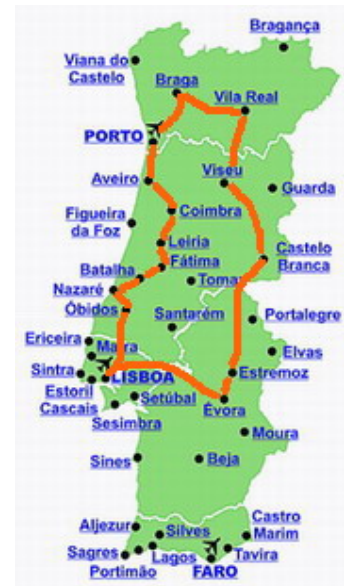 Bragança
Viana do
Castelo
Braga
Vila Real
PORTO
Viseu
Aveiro
Guarda
Coimbra
Figueira
da Foz
Leiria
Castelo
Branca
Fátima
Batalha
Tomar
Nazaré
Óbidos
Santarém
Portalegre
Ericeira
Mafra
Elvas
Sintra
LISBOA
Estremoz
Estoril
Cascais
Setúbal
Évora
Sesimbra
Moura
Sines
Beja
Aljezur
Silves
Castro
Marim
Sagres
Lagos
Tavira
Portimão
FARO